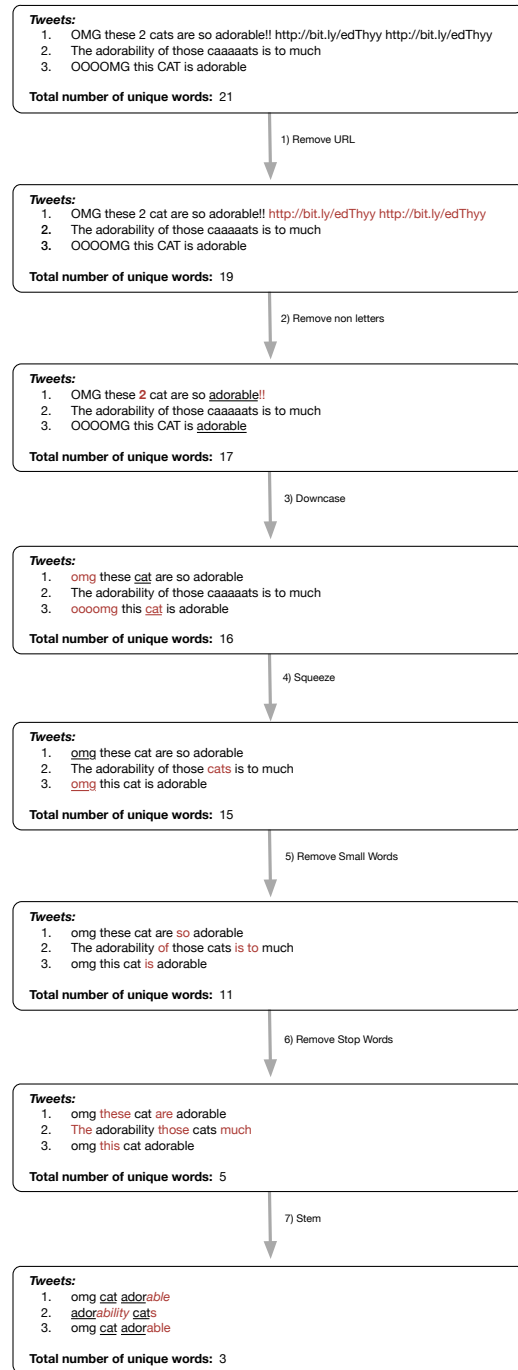 Tweets:
1. OMG these 2 cats are so adorable!! http://bit.ly/edThyy http://bit.ly/edThyy
2. The adorability of those caaaaats is to much
3. OOOOMG this CAT is adorable
Total number of unique words: 21
1) Remove URL
Tweets:
1. OMG these 2 cat are so adorable!! http://bit.ly/edThyy http://bit.ly/edThyy
2. The adorability of those caaaaats is to much
3. OOOOMG this CAT is adorable
Total number of unique words: 19
2) Remove non letters
Tweets:
1. OMG these 2 cat are so adorable!!
2. The adorability of those caaaaats is to much
3. OOOOMG this CAT is adorable
Total number of unique words: 17
3) Downcase
Tweets:
1. omg these cat are so adorable
2. The adorability of those caaaaats is to much
3. oooomg this cat is adorable
Total number of unique words: 16
4) Squeeze
Tweets:
1. omg these cat are so adorable
2. The adorability of those cats is to much
3. omg this cat is adorable
Total number of unique words: 15
5) Remove Small Words
Tweets:
1. omg these cat are so adorable
2. The adorability of those cats is to much
3. omg this cat is adorable
Total number of unique words: 11
6) Remove Stop Words
Tweets:
1. omg these cat are adorable
2. The adorability those cats much
3. omg this cat adorable
Total number of unique words: 5
7) Stem
Tweets:
1. omg cat adorable
2. adorability cats
3. omg cat adorable
Total number of unique words: 3